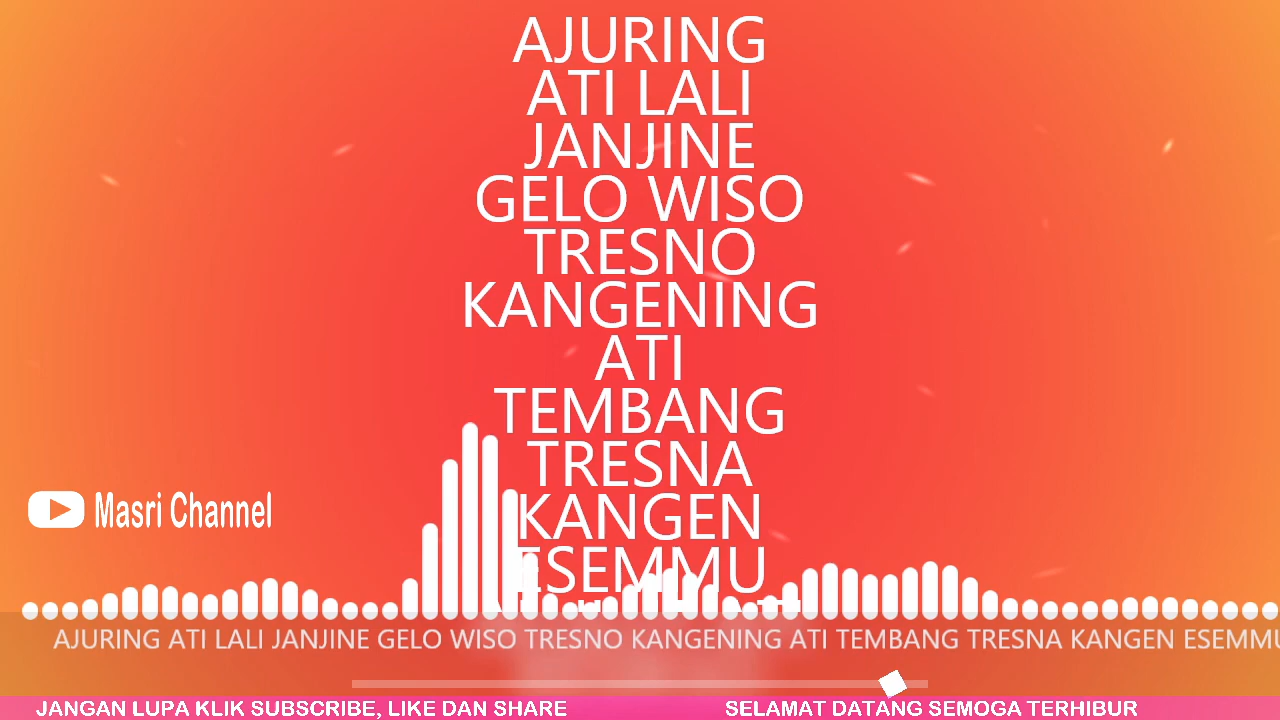 AJURING
ATI LALI
JANJINE
GELO WISO
TRESNO
KANGENING
ATI
TEMBANG
TRESNA
KANGEN
ESEMMU
Masri Channel
AJURING ATI LALI JANJINE GELO WISO TRESNO KANGENING ATI TEMBANG TRESNA KANGEN ESEMMU
JANGAN LUPA KLIK SUBSCRIBE, LIKE DAN SHARE
SELAMAT DATANG SEMOGA TERHIBUR